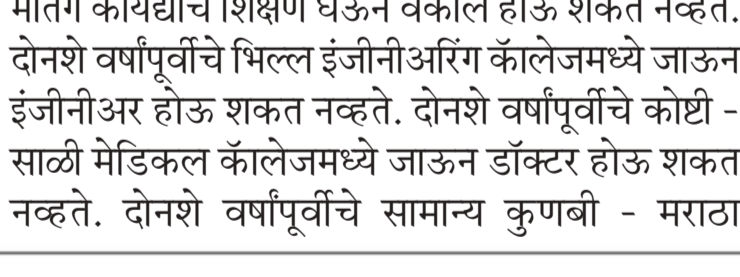 मातंग कायद्याचे शिक्षण घेऊन वकील होऊ शकत नव्हते.
दोनशे वर्षांपूर्वीचे भिल्ल इंजीनीअरिंग कॅालेजमध्ये जाऊन
इंजीनीअर होऊ शकत नव्हते. दोनशे वर्षांपूर्वीचे कोष्टी -
साळी मेडिकल कॅालेजमध्ये जाऊन डॉक्टर होऊ शकत
नव्हते. दोनशे वर्षांपूर्वीचे सामान्य कुणबी - मराठा